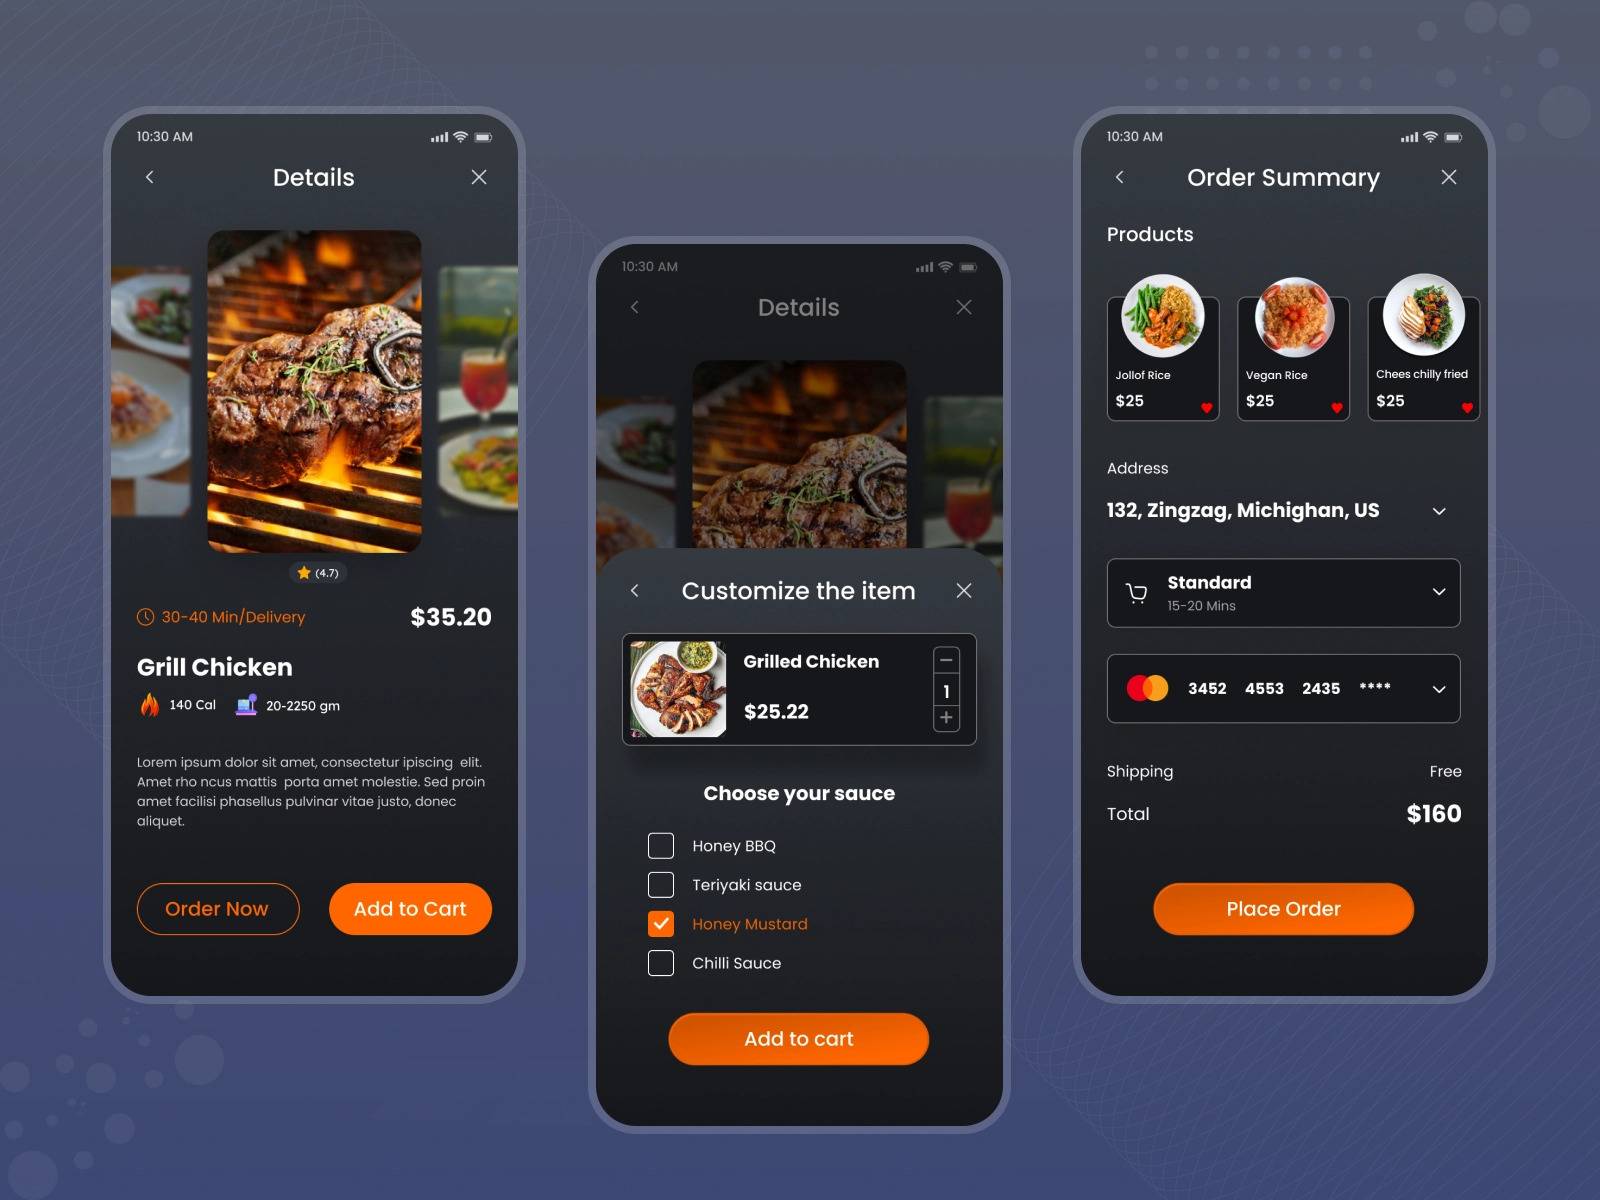 10:30 AM
Details
(4.7)
30-40 Min/Delivery
$35.20
Grill Chicken
140 Cal
20-2250 gm
Lorem ipsum dolor sit amet, consectetur ipiscing elit.
Amet rho ncus mattis porta amet molestie. Sed proin
amet facilisi phasellus pulvinar vitae justo, donec
aliquet.
Order Now
Add to Cart
10:30 AM
Details
Customize the item
Grilled Chicken
$25.22
1
Choose your sauce
Honey BBQ
Teriyaki sauce
Honey Mustard
Chilli Sauce
Add to cart
10:30 AM
Order Summary
Products
Jollof Rice
$25
Vegan Rice
$25
Chees chilly fried
$25
Address
132, Zingzag, Michighan, US
Standard
15-20 Mins
3452 4553 2435 ****
Shipping
Free
Total
$160
Place Order